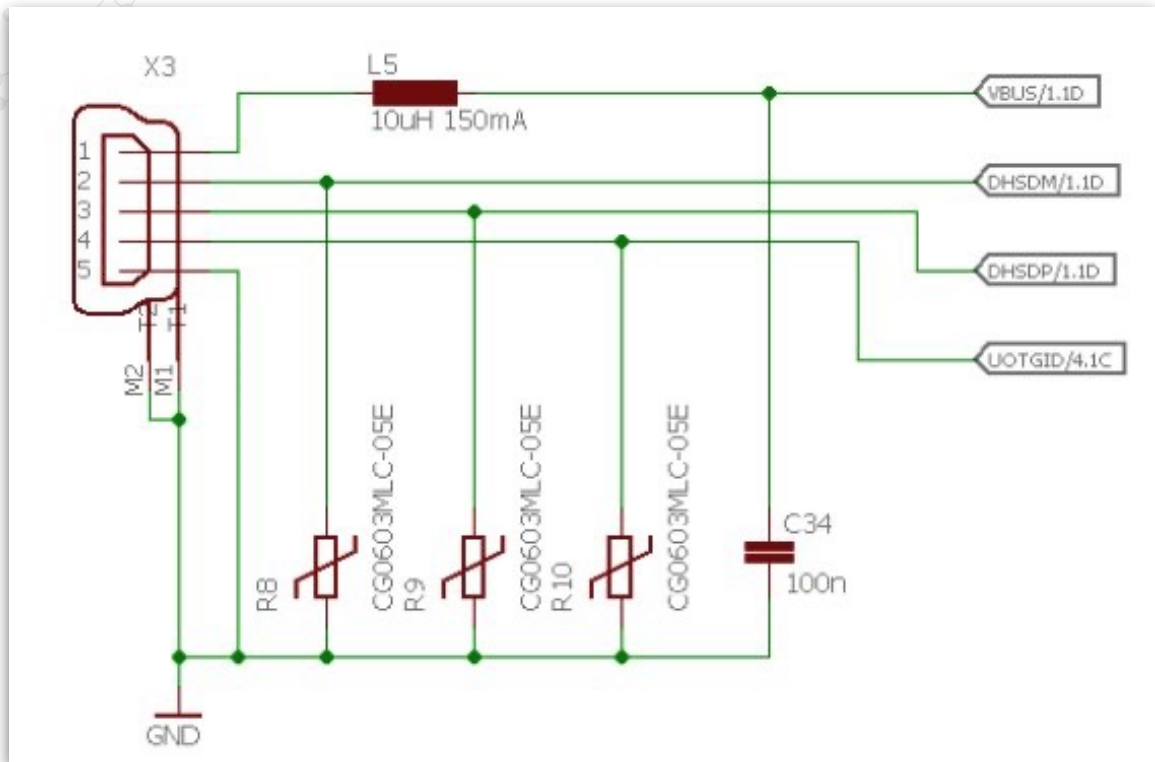 X3
L5
10uH 150mA
VBUS/1.1D
1
2
3
4
5
DHSDM/1.1D
DHSDP/1.1D
UOTGID/4.1C
T2
T1
M2
M1
R8
CG0603MLC-05E
R9
CG0603MLC-05E
R10
CG0603MLC-05E
C34
100n
GND